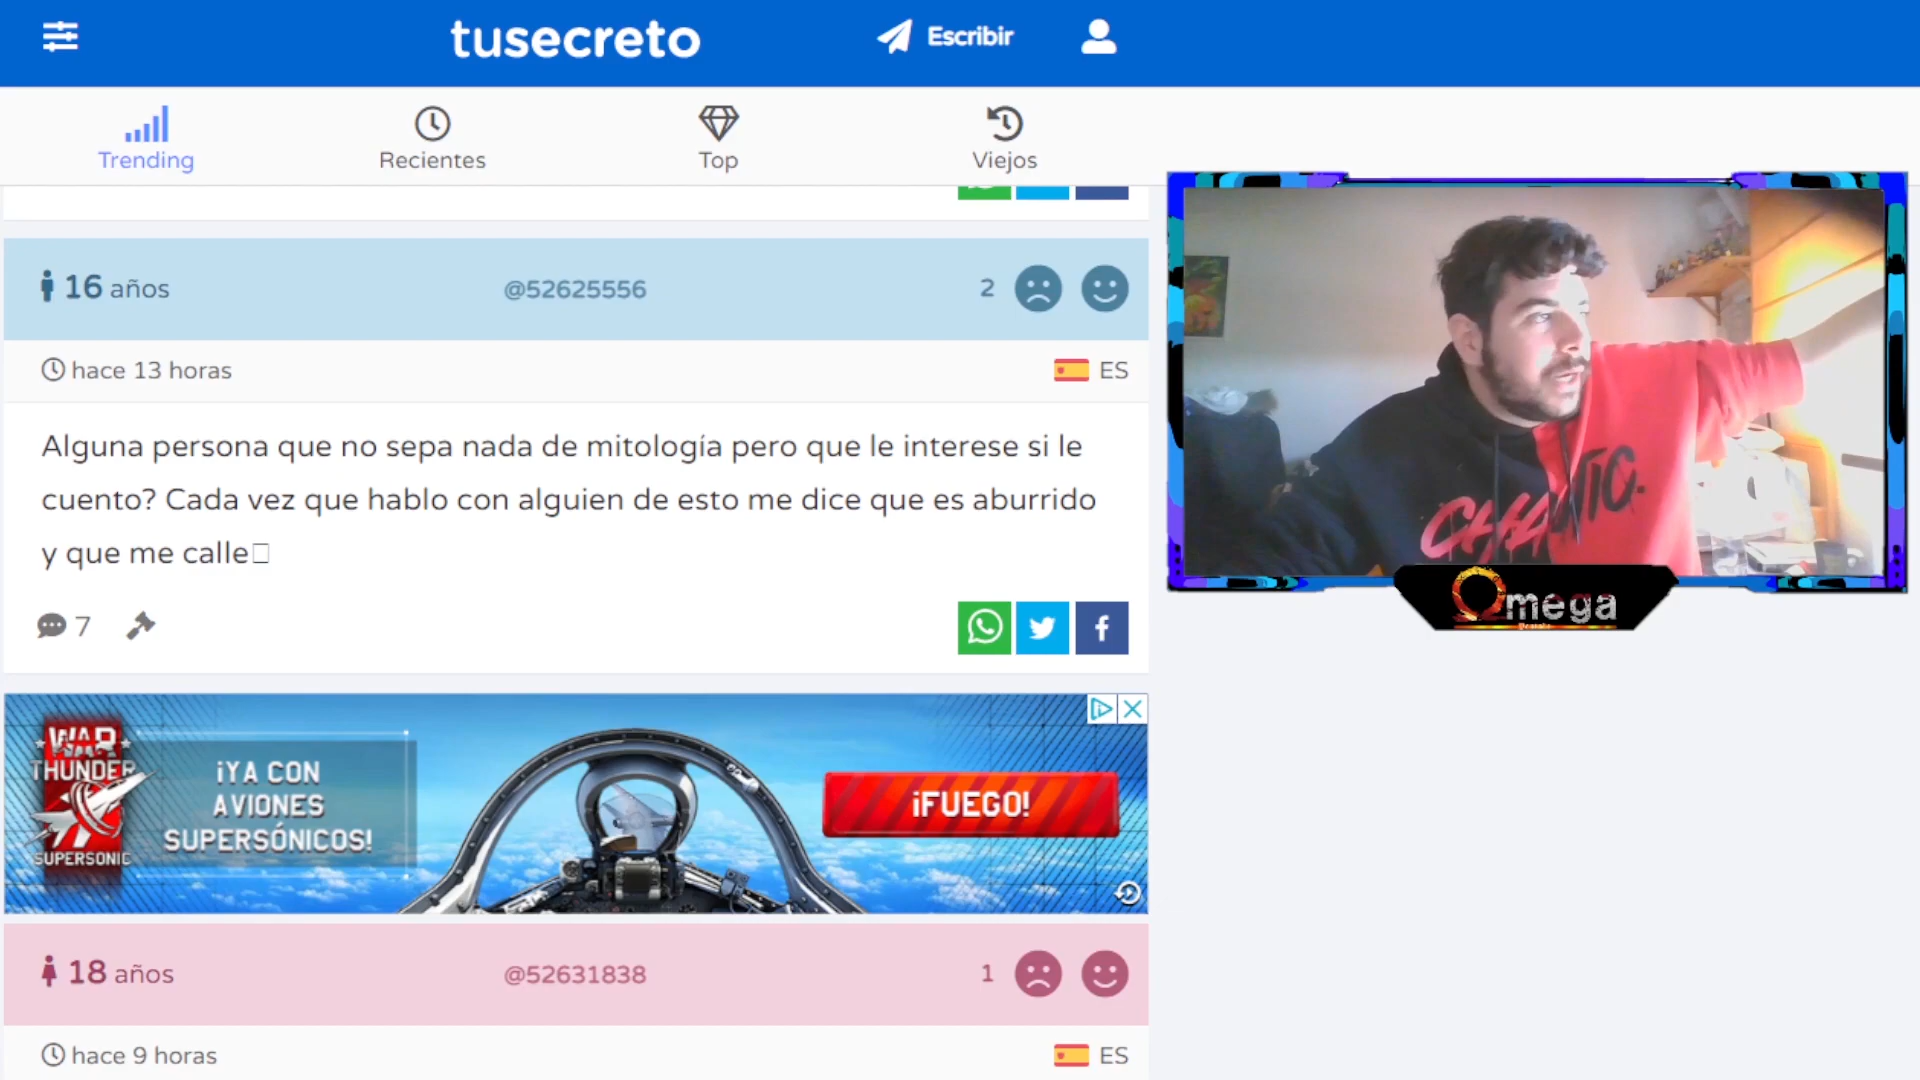 tusecreto
Escribir
Trending
Recientes
Top
Viejos
16 años
@52625556
2
hace 13 horas
ES
Alguna persona que no sepa nada de mitología pero que le interese si le
cuento? Cada vez que hablo con alguien de esto me dice que es aburrido
y que me calle
7
WAR
THUNDER
SUPERSONIC
¡YA CON
AVIONES
SUPERSÓNICOS!
¡FUEGO!
18 años
@52631838
1
hace 9 horas
ES
CHAOTIC.
Omega